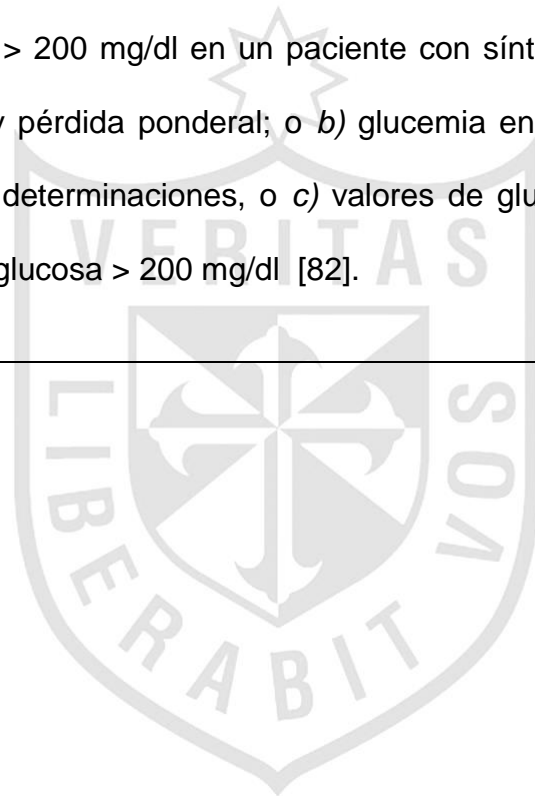 > 200 mg/dl en un paciente con sínt
pérdida ponderal; o b) glucemia en
determinaciones, o c) valores de glu
glucosa > 200 mg/dl [82].
VERITAS
LIBERABIT VOS